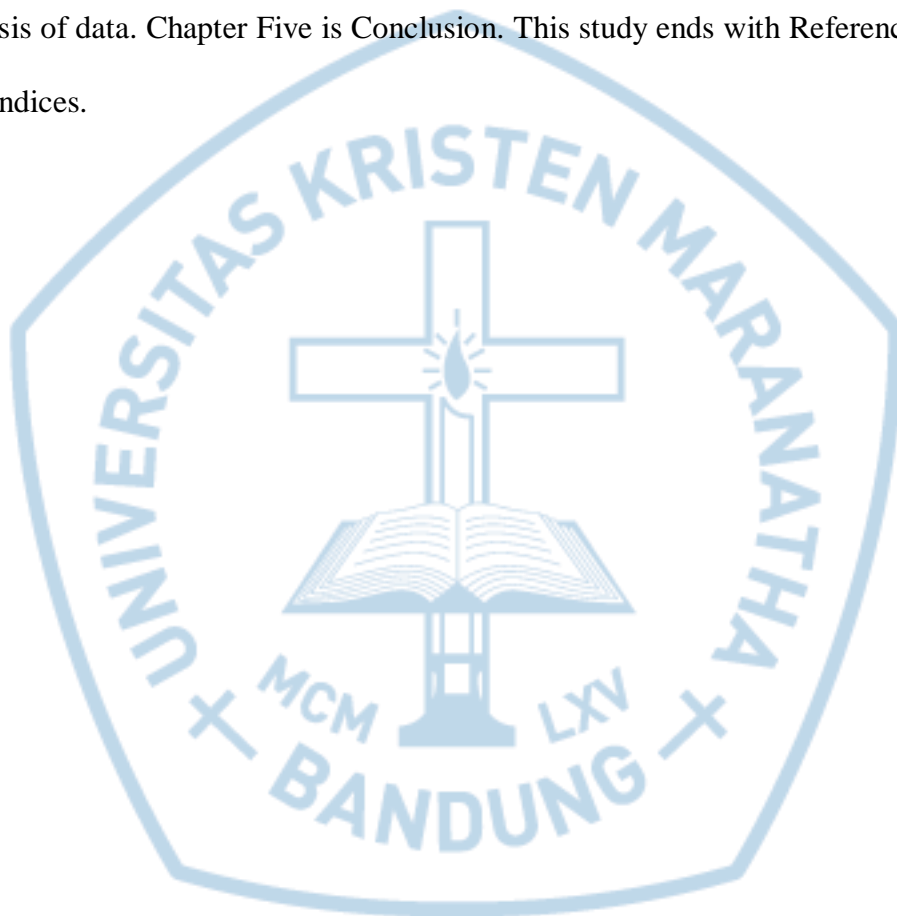 sis of data. Chapter Five is Conclusion. This study ends with Referenc
ndices.
UNIVERSITAS KRISTEN MARANATHA
MCM LXV
BANDUNG